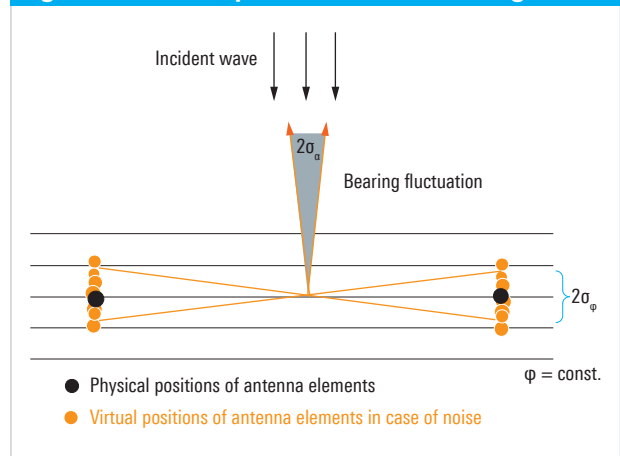 Incident wave
2σα
Bearing fluctuation
2σφ
φ = const.
Physical positions of antenna elements
Virtual positions of antenna elements in case of noise